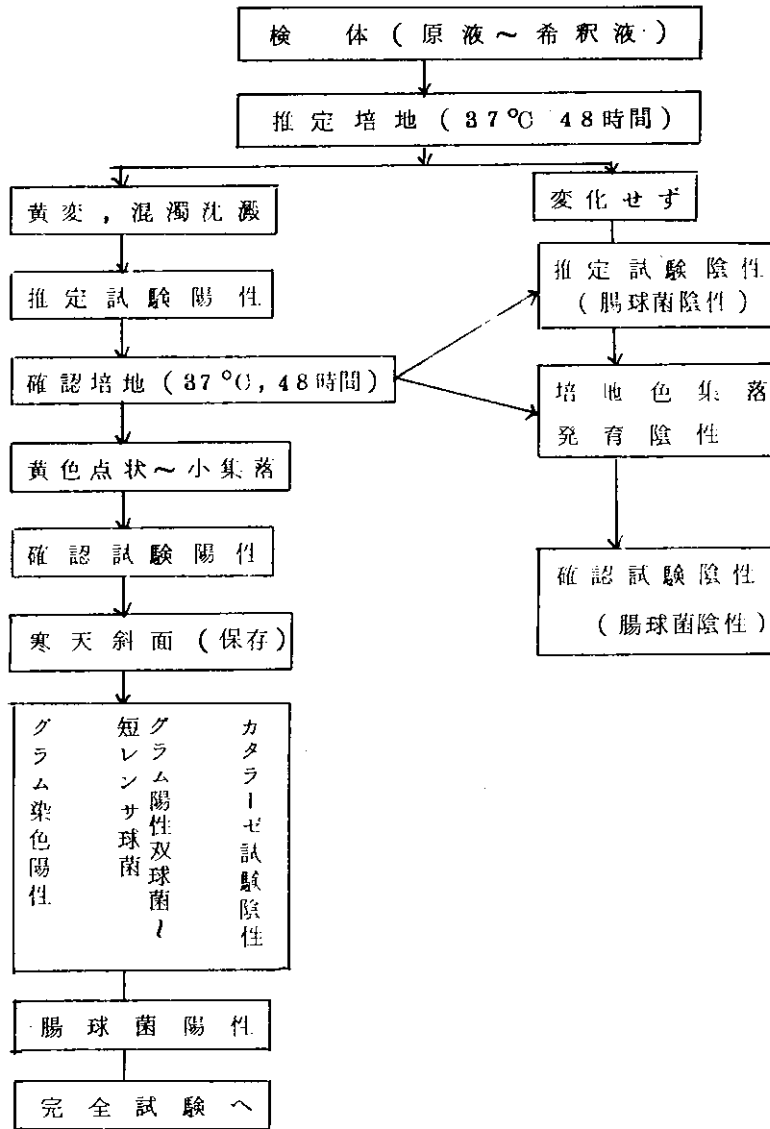 検 体 ( 原液～希釈液 )
推定培地 ( 37℃ 48時間 )
黄変 , 混濁沈澱
変化せず
推定試験陽性
推定試験陰性
( 腸球菌陰性 )
確認培地 ( 37℃, 48時間 )
培地色集落
発育陰性
黄色点状～小集落
確認試験陽性
確認試験陰性
( 腸球菌陰性 )
寒天斜面 ( 保存 )
カタラーゼ試験陰性
グラム陽性双球菌～
短レンサ球菌
グラム染色陽性
腸球菌陽性
完全試験へ